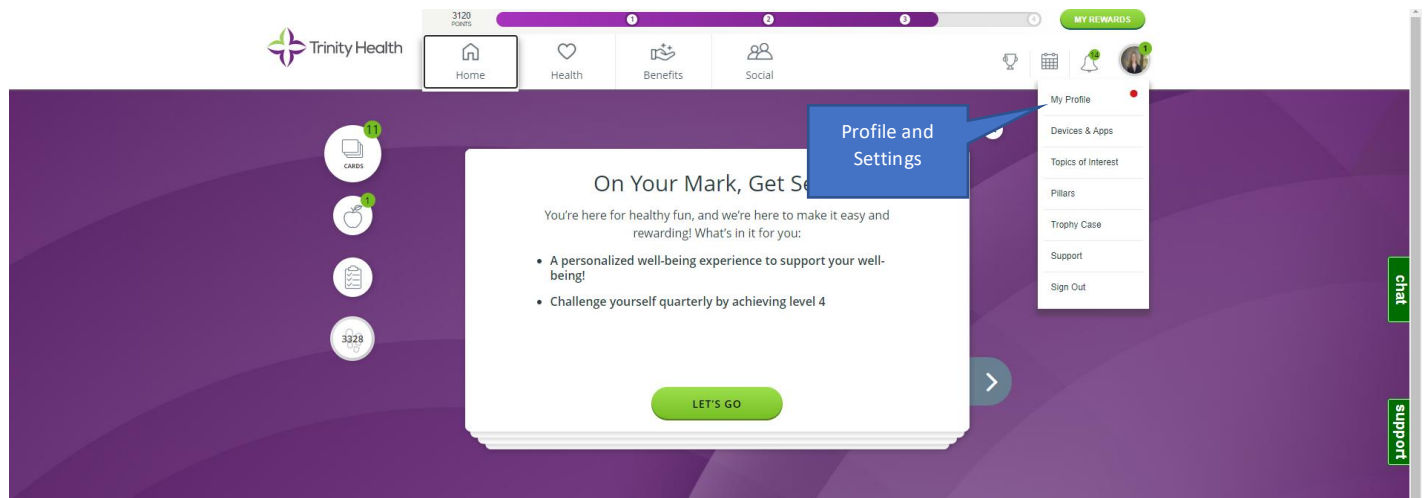 3120
POINTS
1
2
3
4
MY REWARDS
Trinity Health
Home
Health
Benefits
Social
14
1
My Profile
Devices & Apps
Topics of Interest
Pillars
Trophy Case
Support
Sign Out
Profile and
Settings
11
CARDS
1
3328
On Your Mark, Get Se
You're here for healthy fun, and we're here to make it easy and
rewarding! What's in it for you:
• A personalized well-being experience to support your well-
being!
• Challenge yourself quarterly by achieving level 4
LET'S GO
chat
support